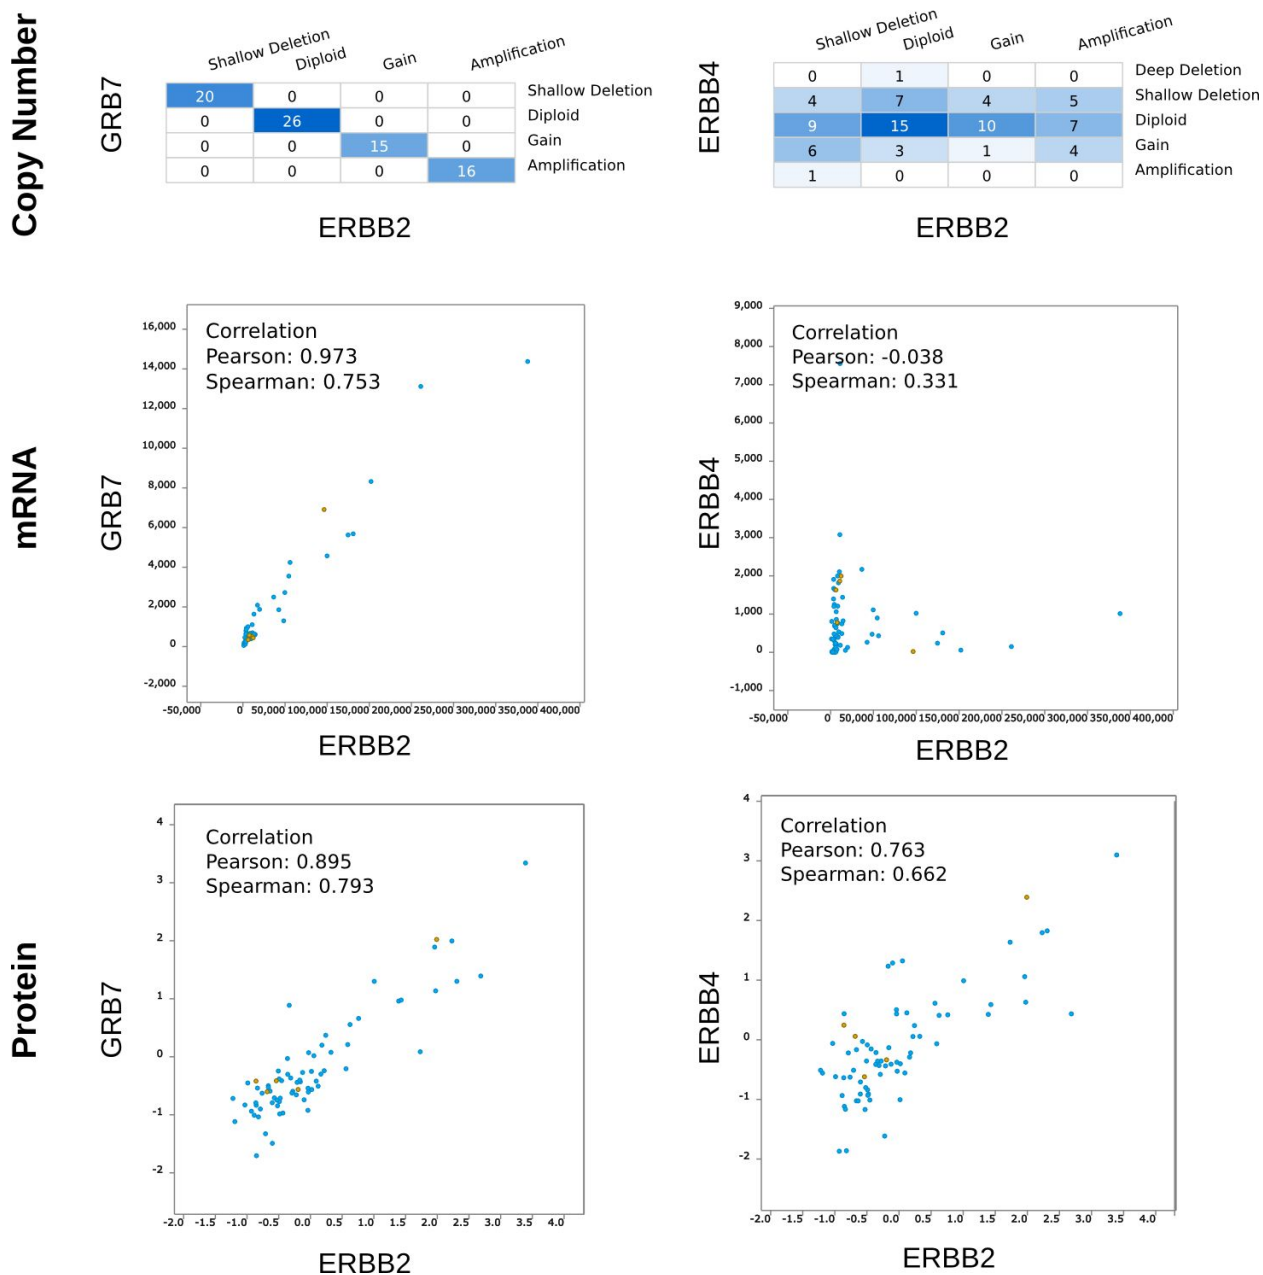 Copy Number
GRB7
Shallow Deletion Diploid Gain Amplification
20 0 0 0 Shallow Deletion
0 26 0 0 Diploid
0 0 15 0 Gain
0 0 0 16 Amplification
ERBB2
ERBB4
Shallow Deletion Diploid Gain Amplification
0 1 0 0 Deep Deletion
4 7 4 5 Shallow Deletion
9 15 10 7 Diploid
6 3 1 4 Gain
1 0 0 0 Amplification
ERBB2
mRNA
GRB7
Correlation
Pearson: 0.973
Spearman: 0.753
16,000
14,000
12,000
10,000
8,000
6,000
4,000
2,000
0
-2,000
-50,000 0 50,000 100,000 150,000 200,000 250,000 300,000 350,000 400,000
ERBB2
ERBB4
Correlation
Pearson: -0.038
Spearman: 0.331
9,000
8,000
7,000
6,000
5,000
4,000
3,000
2,000
1,000
0
-1,000
-50,000 0 50,000 100,000 150,000 200,000 250,000 300,000 350,000 400,000
ERBB2
Protein
GRB7
Correlation
Pearson: 0.895
Spearman: 0.793
4
3
2
1
0
-1
-2
-2.0 -1.5 -1.0 -0.5 0.0 0.5 1.0 1.5 2.0 2.5 3.0 3.5 4.0
ERBB2
ERBB4
Correlation
Pearson: 0.763
Spearman: 0.662
4
3
2
1
0
-1
-2
-2.0 -1.5 -1.0 -0.5 0.0 0.5 1.0 1.5 2.0 2.5 3.0 3.5 4.0
ERBB2